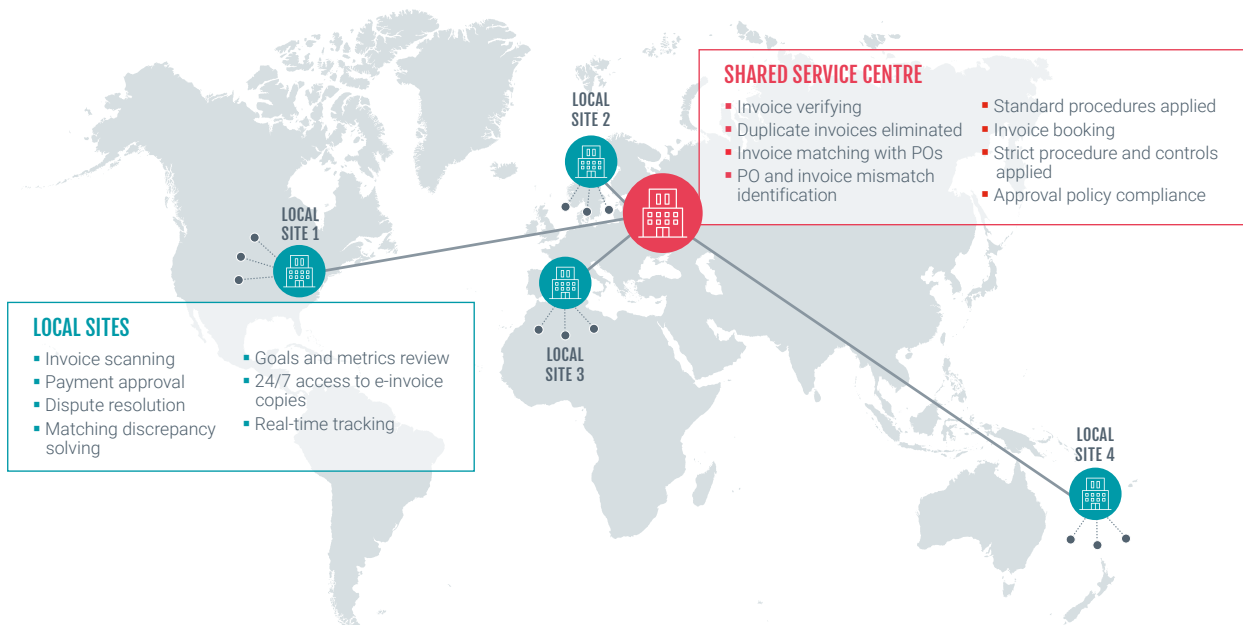 LOCAL
SITE 2
SHARED SERVICE CENTRE
Invoice verifying
Duplicate invoices eliminated
Invoice matching with POs
PO and invoice mismatch
identification
Standard procedures applied
Invoice booking
Strict procedure and controls
applied
Approval policy compliance
LOCAL
SITE 1
LOCAL SITES
Invoice scanning
Payment approval
Dispute resolution
Matching discrepancy
solving
Goals and metrics review
24/7 access to e-invoice
copies
Real-time tracking
LOCAL
SITE 3
LOCAL
SITE 4